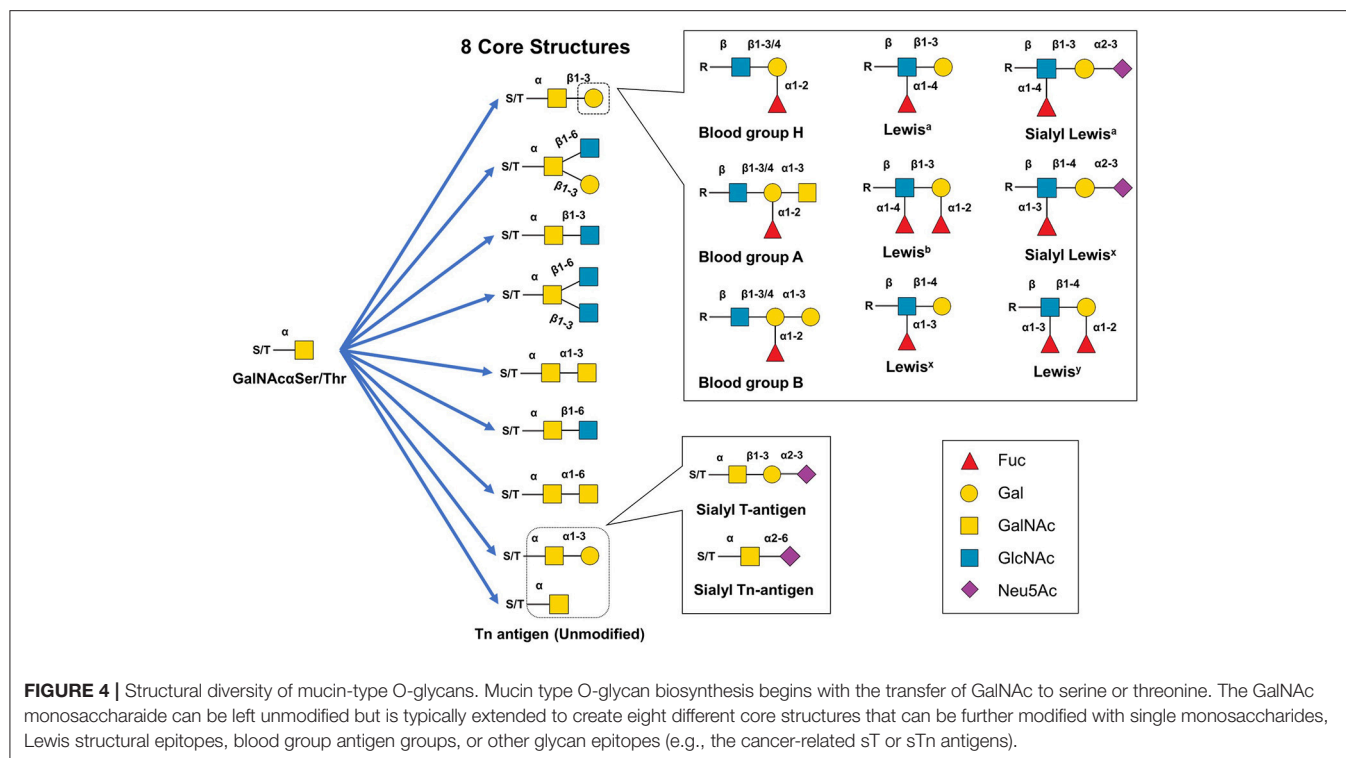 8 Core Structures
α β1-3
S/T
α β1-6
S/T
β1-3
α β1-3
S/T
α β1-6
S/T
β1-3
α
S/T
GalNAcαSer/Thr
α α1-3
S/T
α β1-6
S/T
α α1-6
S/T
α α1-3
S/T
α
S/T
Tn antigen (Unmodified)
β β1-3/4
R
α1-2
Blood group H
β β1-3
R
α1-4
Lewisᵃ
β β1-3 α2-3
R
α1-4
Sialyl Lewisᵃ
β β1-3/4 α1-3
R
α1-2
Blood group A
β β1-3
R
α1-4 α1-2
Lewisᵇ
β β1-4 α2-3
R
α1-3
Sialyl Lewisˣ
β β1-3/4 α1-3
R
α1-2
Blood group B
β β1-4
R
α1-3
Lewisˣ
β β1-4
R
α1-3 α1-2
Lewisʸ
α β1-3 α2-3
S/T
Sialyl T-antigen
α α2-6
S/T
Sialyl Tn-antigen
Fuc
Gal
GalNAc
GlcNAc
Neu5Ac
FIGURE 4 | Structural diversity of mucin-type O-glycans. Mucin type O-glycan biosynthesis begins with the transfer of GalNAc to serine or threonine. The GalNAc
monosaccharaide can be left unmodified but is typically extended to create eight different core structures that can be further modified with single monosaccharides,
Lewis structural epitopes, blood group antigen groups, or other glycan epitopes (e.g., the cancer-related sT or sTn antigens).